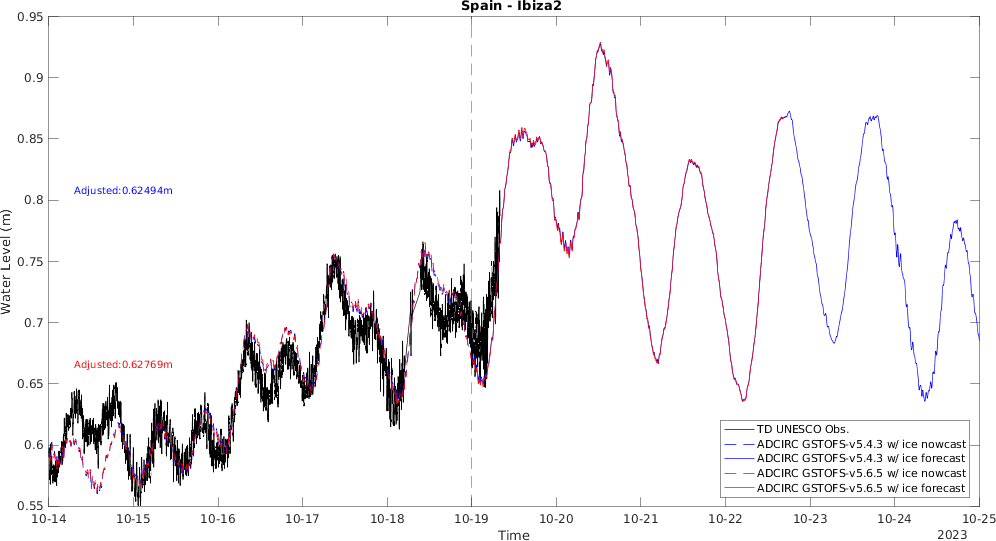 Spain - Ibiza2
0.95
0.9
0.85
0.8
0.75
0.7
0.65
0.6
0.55
Water Level (m)
Adjusted:0.62494m
Adjusted:0.62769m
TD UNESCO Obs.
ADCIRC GSTOFS-v5.4.3 w/ ice nowcast
ADCIRC GSTOFS-v5.4.3 w/ ice forecast
ADCIRC GSTOFS-v5.6.5 w/ ice nowcast
ADCIRC GSTOFS-v5.6.5 w/ ice forecast
10-14 10-15 10-16 10-17 10-18 10-19 10-20 10-21 10-22 10-23 10-24 10-25
Time
2023